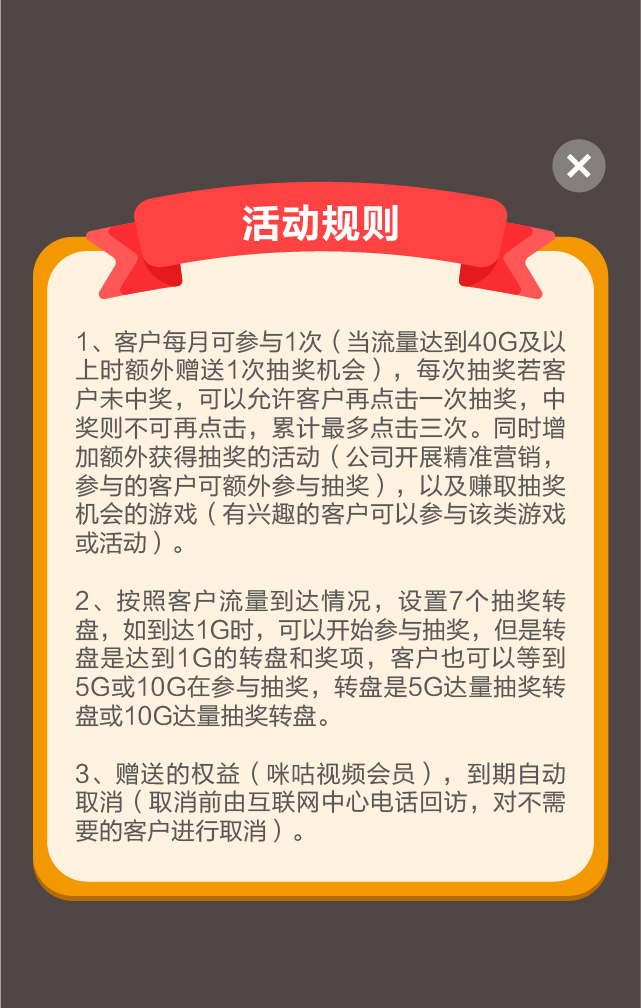 活动规则
1、客户每月可参与1次（当流量达到40G及以
上时额外赠送1次抽奖机会），每次抽奖若客
户未中奖，可以允许客户再点击一次抽奖，中
奖则不可再点击，累计最多点击三次。同时增
加额外获得抽奖的活动（公司开展精准营销，
参与的客户可额外参与抽奖），以及赚取抽奖
机会的游戏（有兴趣的客户可以参与该类游戏
或活动）。
2、按照客户流量到达情况，设置7个抽奖转
盘，如到达1G时，可以开始参与抽奖，但是转
盘是达到1G的转盘和奖项，客户也可以等到
5G或10G在参与抽奖，转盘是5G达量抽奖转
盘或10G达量抽奖转盘。
3、赠送的权益（咪咕视频会员），到期自动
取消（取消前由互联网中心电话回访，对不需
要的客户进行取消）。